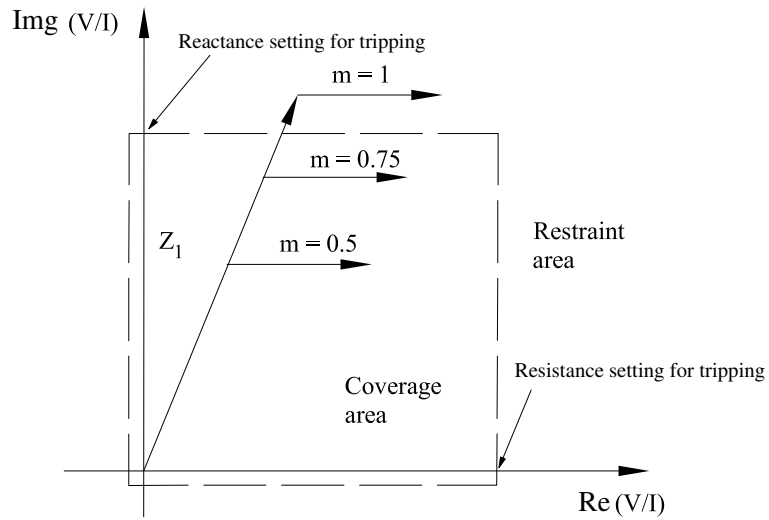 Img (V/I)
Reactance setting for tripping
m = 1
m = 0.75
Z1
m = 0.5
Restraint
area
Resistance setting for tripping
Coverage
area
Re (V/I)